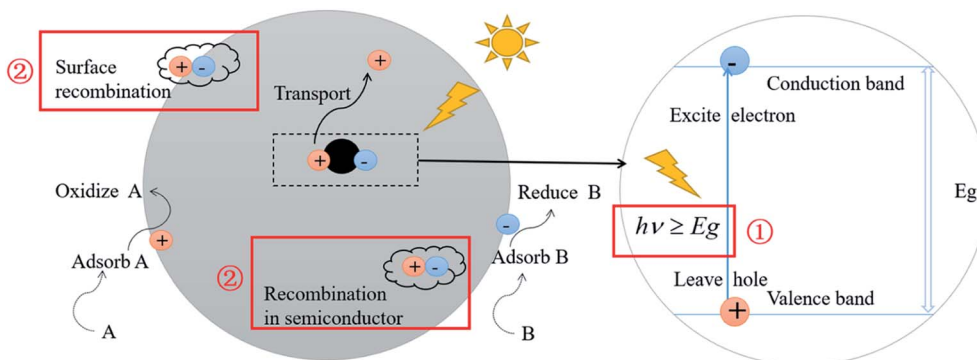 ②
Surface
recombination
+
-
+
Transport
+
-
Oxidize A
+
Adsorb A
A
②
+
-
Recombination
in semiconductor
Reduce B
-
Adsorb B
B
-
Conduction band
Excite electron
Eg
hν ≥ Eg
①
Leave hole
Valence band
+